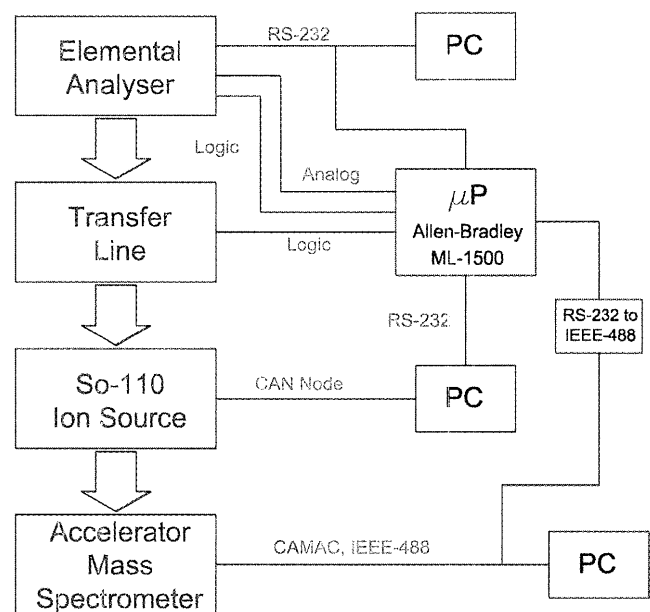 Elemental
Analyser
RS-232
PC
Logic
Analog
μP
Allen-Bradley
ML-1500
Transfer
Line
Logic
RS-232
RS-232 to
IEEE-488
So-110
Ion Source
CAN Node
PC
Accelerator
Mass
Spectrometer
CAMAC, IEEE-488
PC